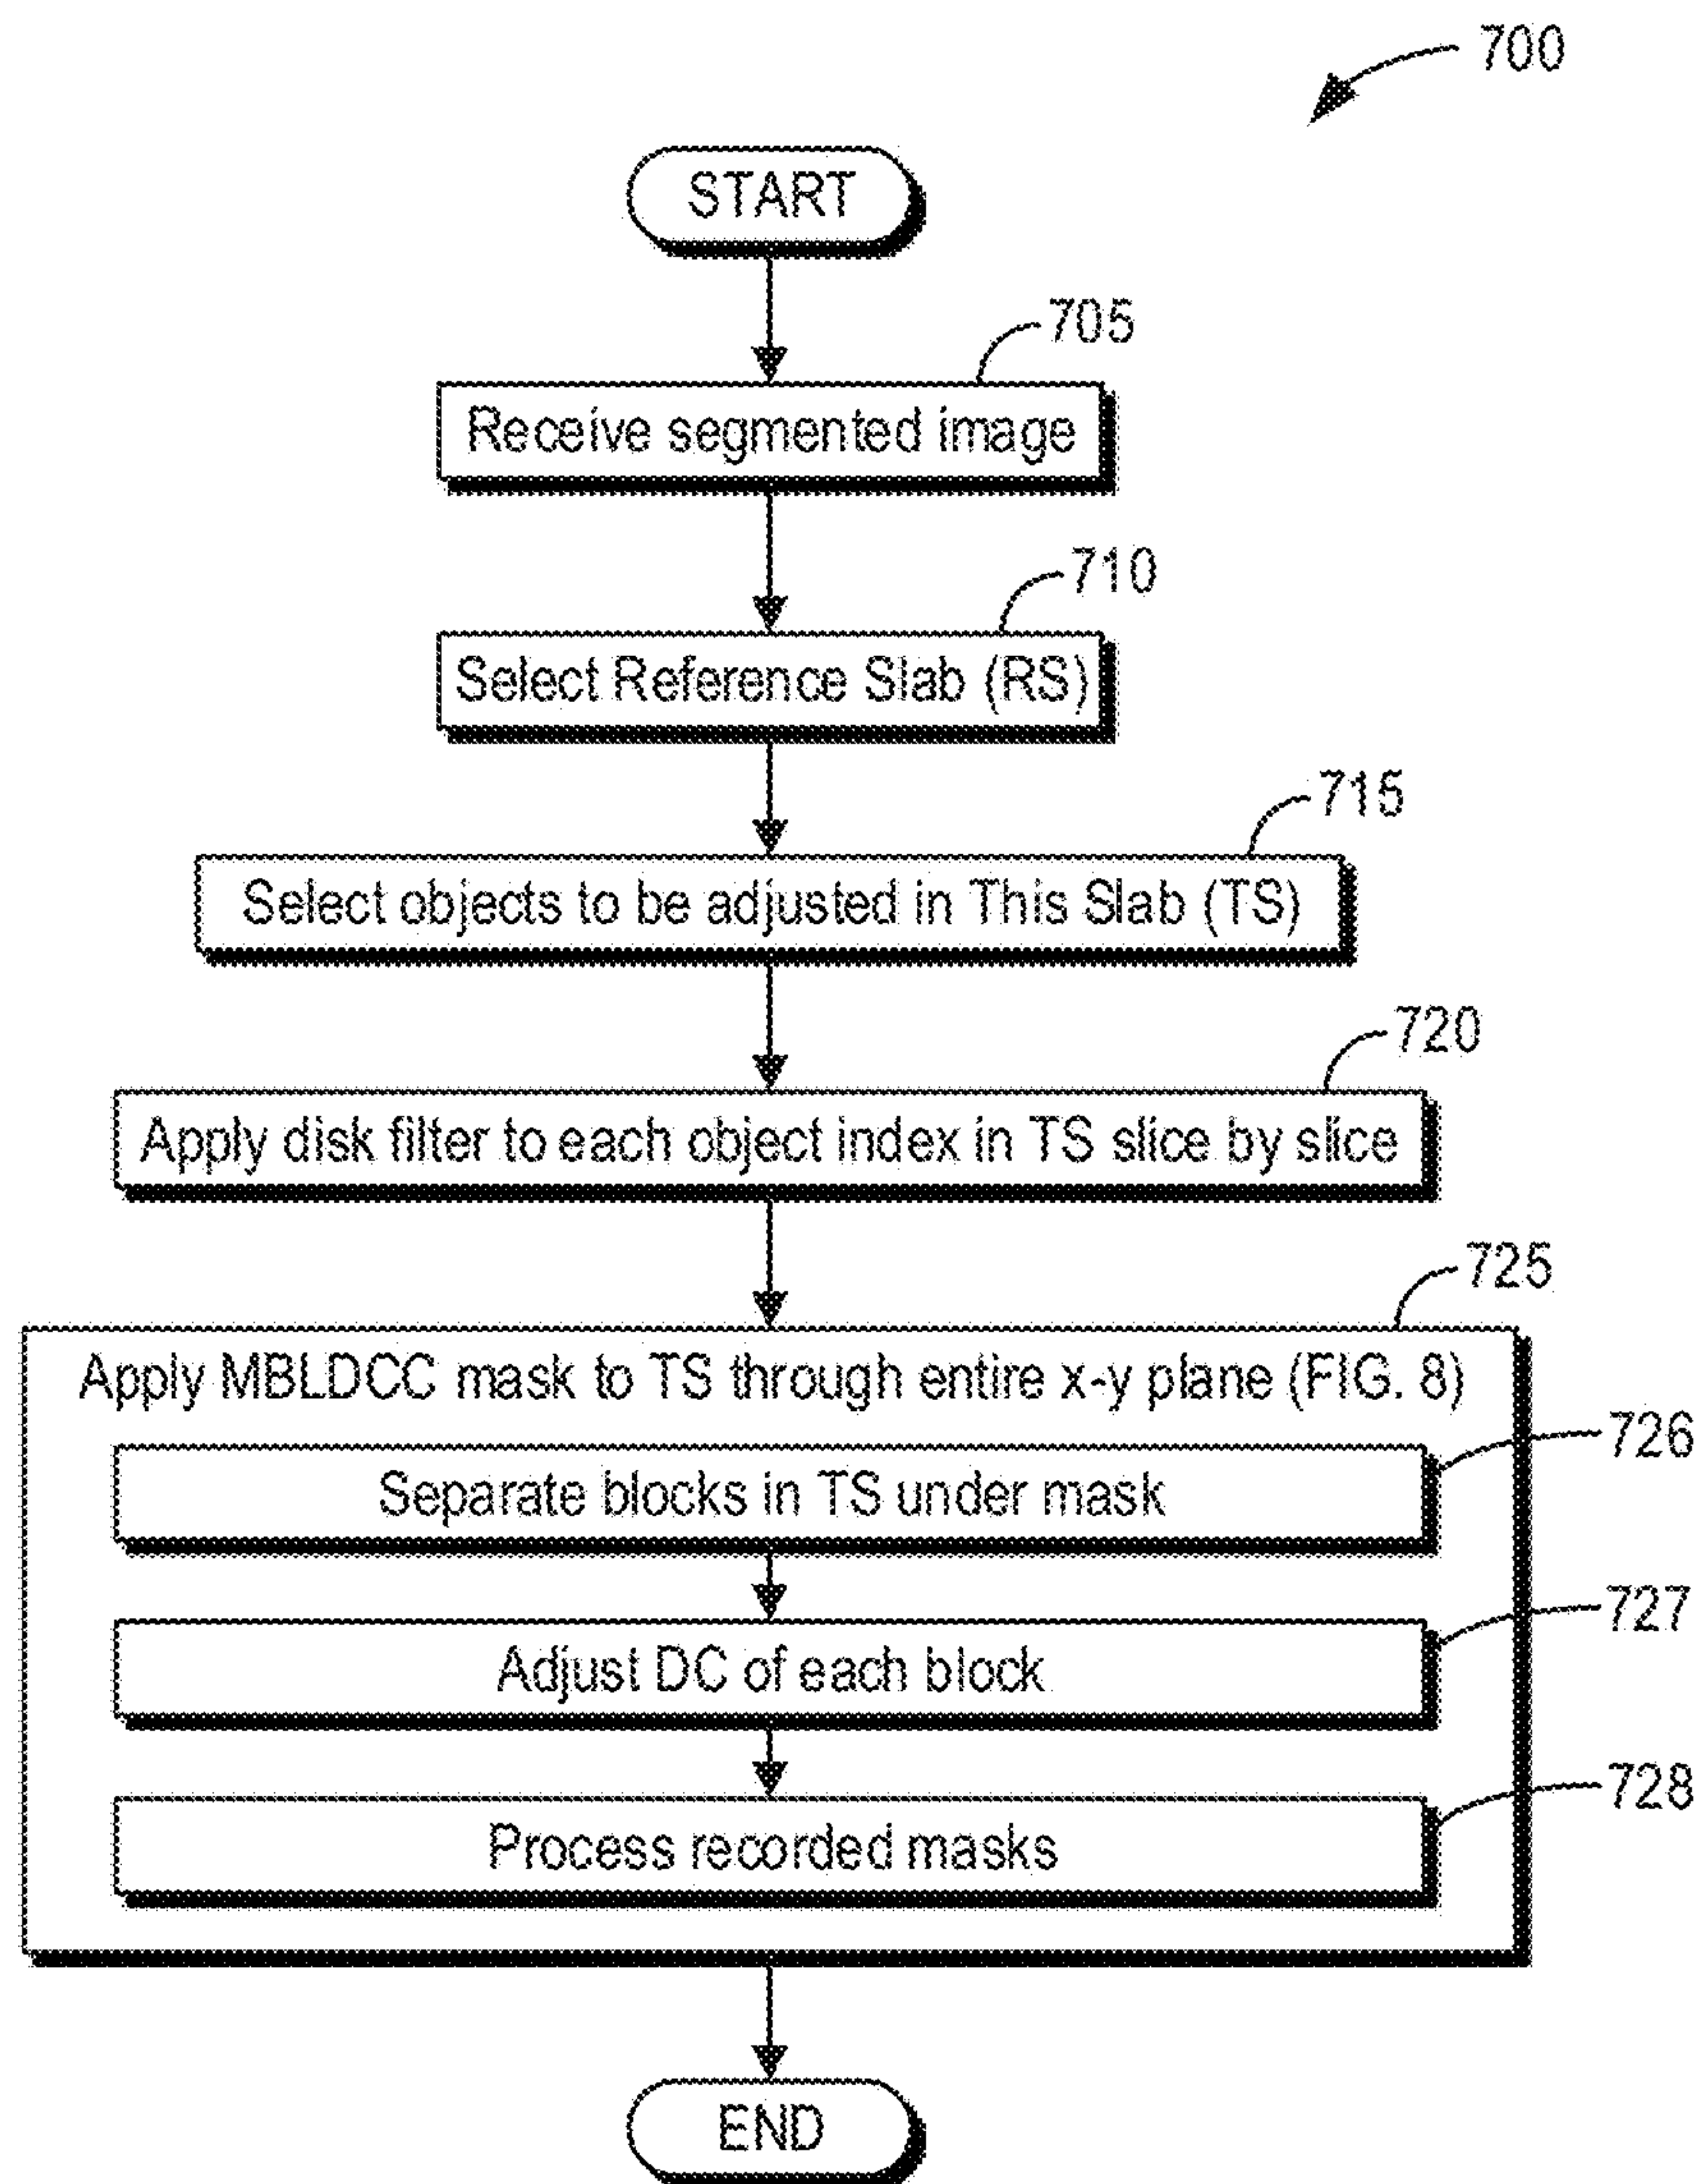 700
START
705
Receive segmented image
710
Select Reference Slab (RS)
715
Select objects to be adjusted in This Slab (TS)
720
Apply disk filter to each object index in TS slice by slice
725
Apply MBLDCC mask to TS through entire x-y plane (FIG. 8)
726
Separate blocks in TS under mask
727
Adjust DC of each block
728
Process recorded masks
END